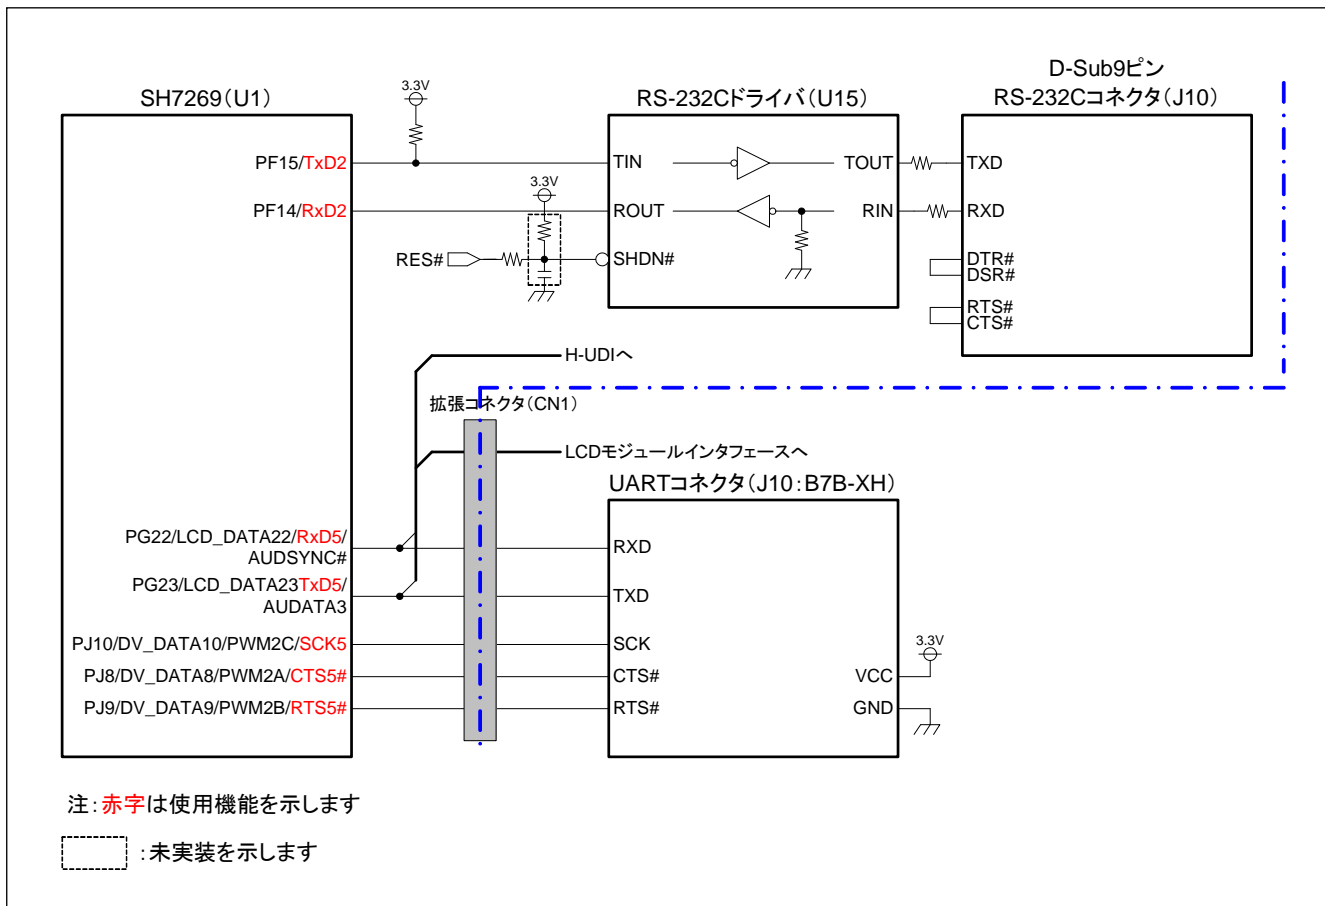 SH7269(U1)
3.3V
RS-232Cドライバ(U15)
D-Sub9ピン
RS-232Cコネクタ(J10)
PF15/TxD2
TIN
TOUT
TXD
3.3V
PF14/RxD2
ROUT
RIN
RXD
RES#
SHDN#
DTR#
DSR#
RTS#
CTS#
H-UDIへ
拡張コネクタ(CN1)
LCDモジュールインタフェースへ
UARTコネクタ(J10:B7B-XH)
PG22/LCD_DATA22/RxD5/
AUDSYNC#
RXD
PG23/LCD_DATA23TxD5/
AUDATA3
TXD
PJ10/DV_DATA10/PWM2C/SCK5
SCK
3.3V
PJ8/DV_DATA8/PWM2A/CTS5#
CTS#
VCC
PJ9/DV_DATA9/PWM2B/RTS5#
RTS#
GND
注:赤字は使用機能を示します
:未実装を示します